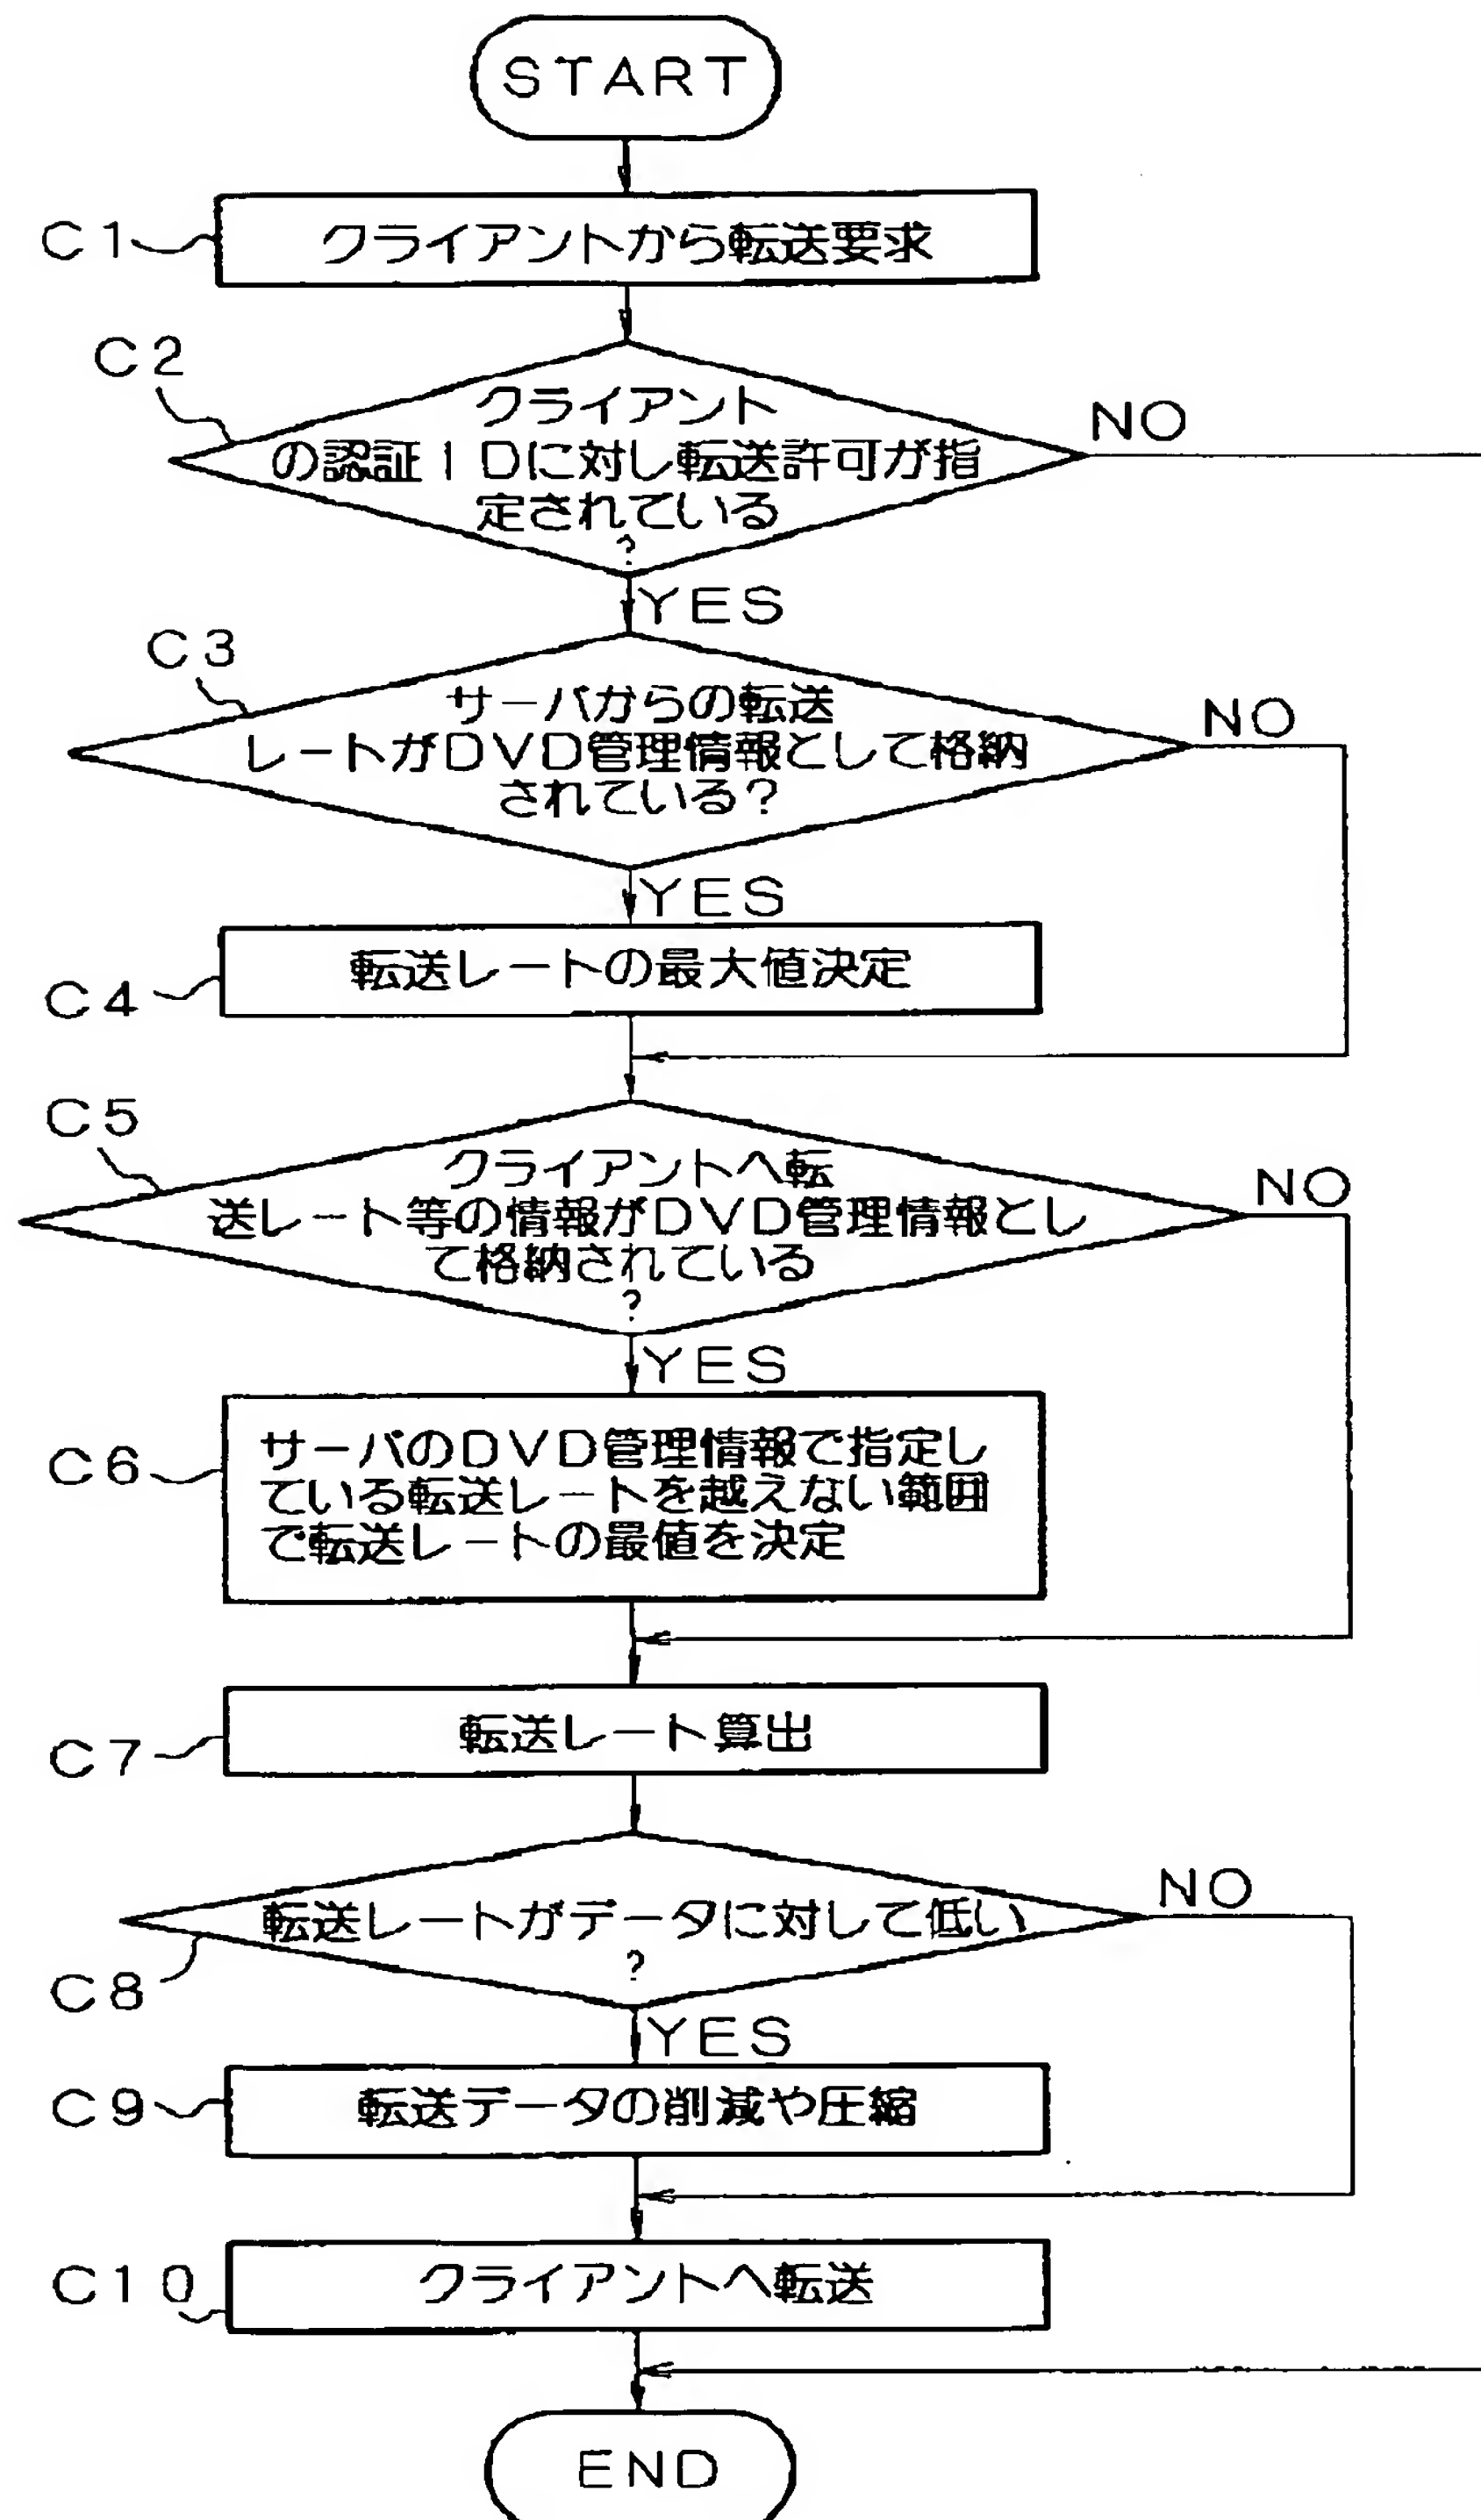 START
C1
クライアントから転送要求
C2
クライアント
の認証IDに対し転送許可が指
定されている
?
NO
YES
C3
サーバからの転送
レートがDVD管理情報として格納
されている?
NO
YES
転送レートの最大値決定
C4
C5
クライアントへ転
送レート等の情報がDVD管理情報とし
て格納されている
?
NO
YES
C6
サーバのDVD管理情報で指定し
ている転送レートを越えない範囲
で転送レートの最値を決定
転送レート算出
C7
転送レートがデータに対して低い
?
NO
C8
YES
C9
転送データの削減や圧縮
C10
クライアントへ転送
END